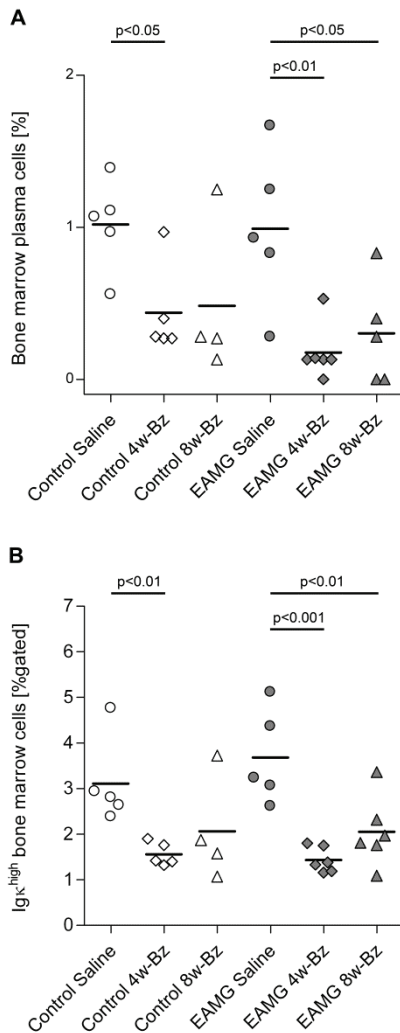 A
p<0.05
p<0.05
p<0.01
Bone marrow plasma cells [%]
2
1
0
Control Saline
Control 4w-Bz
Control 8w-Bz
EAMG Saline
EAMG 4w-Bz
EAMG 8w-Bz
B
p<0.01
p<0.01
p<0.001
Igκhigh bone marrow cells [%gated]
7
6
5
4
3
2
1
0
Control Saline
Control 4w-Bz
Control 8w-Bz
EAMG Saline
EAMG 4w-Bz
EAMG 8w-Bz